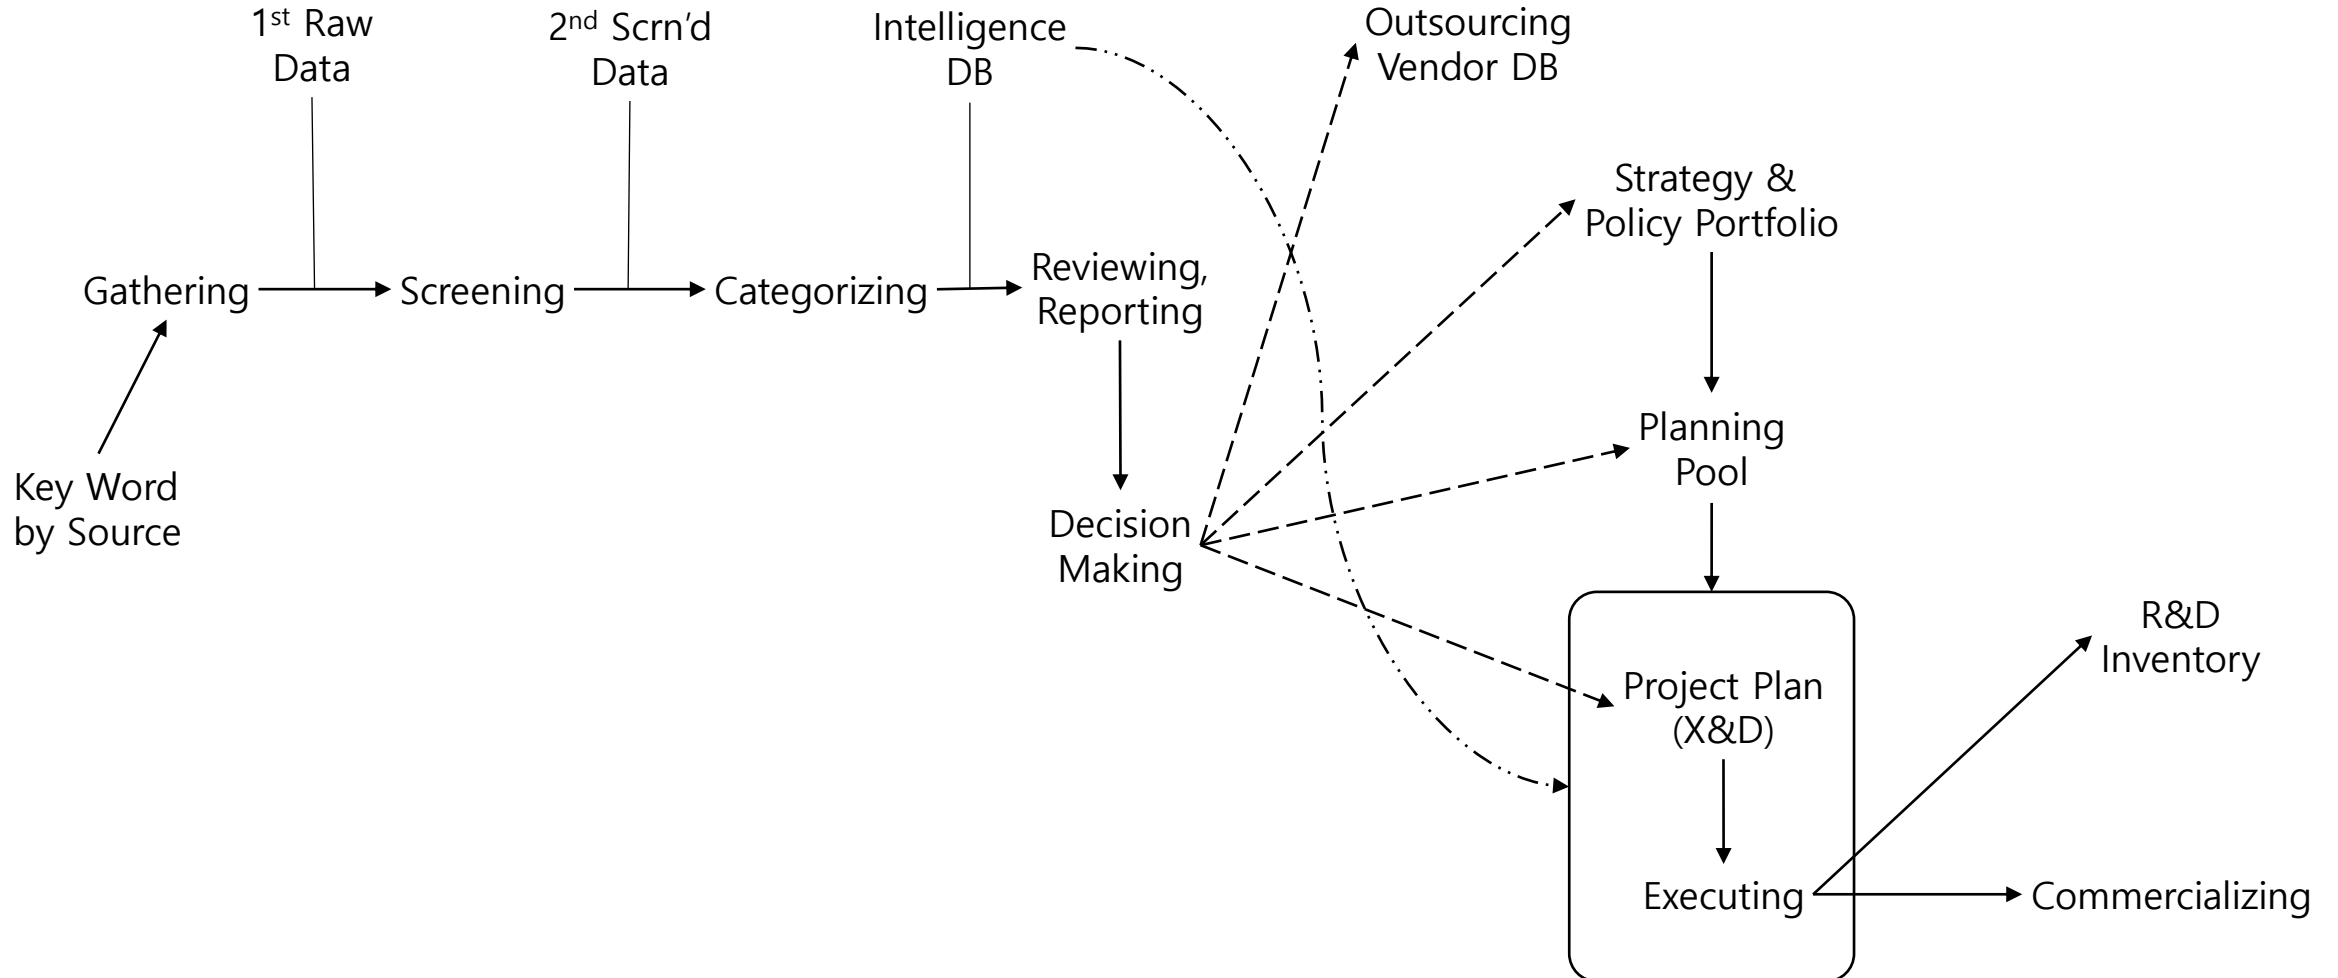 1st Raw
Data
2nd Scrn’d
Data
Intelligence
DB
Outsourcing
Vendor DB
Strategy &
Policy Portfolio
Gathering
Screening
Categorizing
Reviewing,
Reporting
Key Word
by Source
Decision
Making
Planning
Pool
Project Plan
(X&D)
Executing
R&D
Inventory
Commercializing